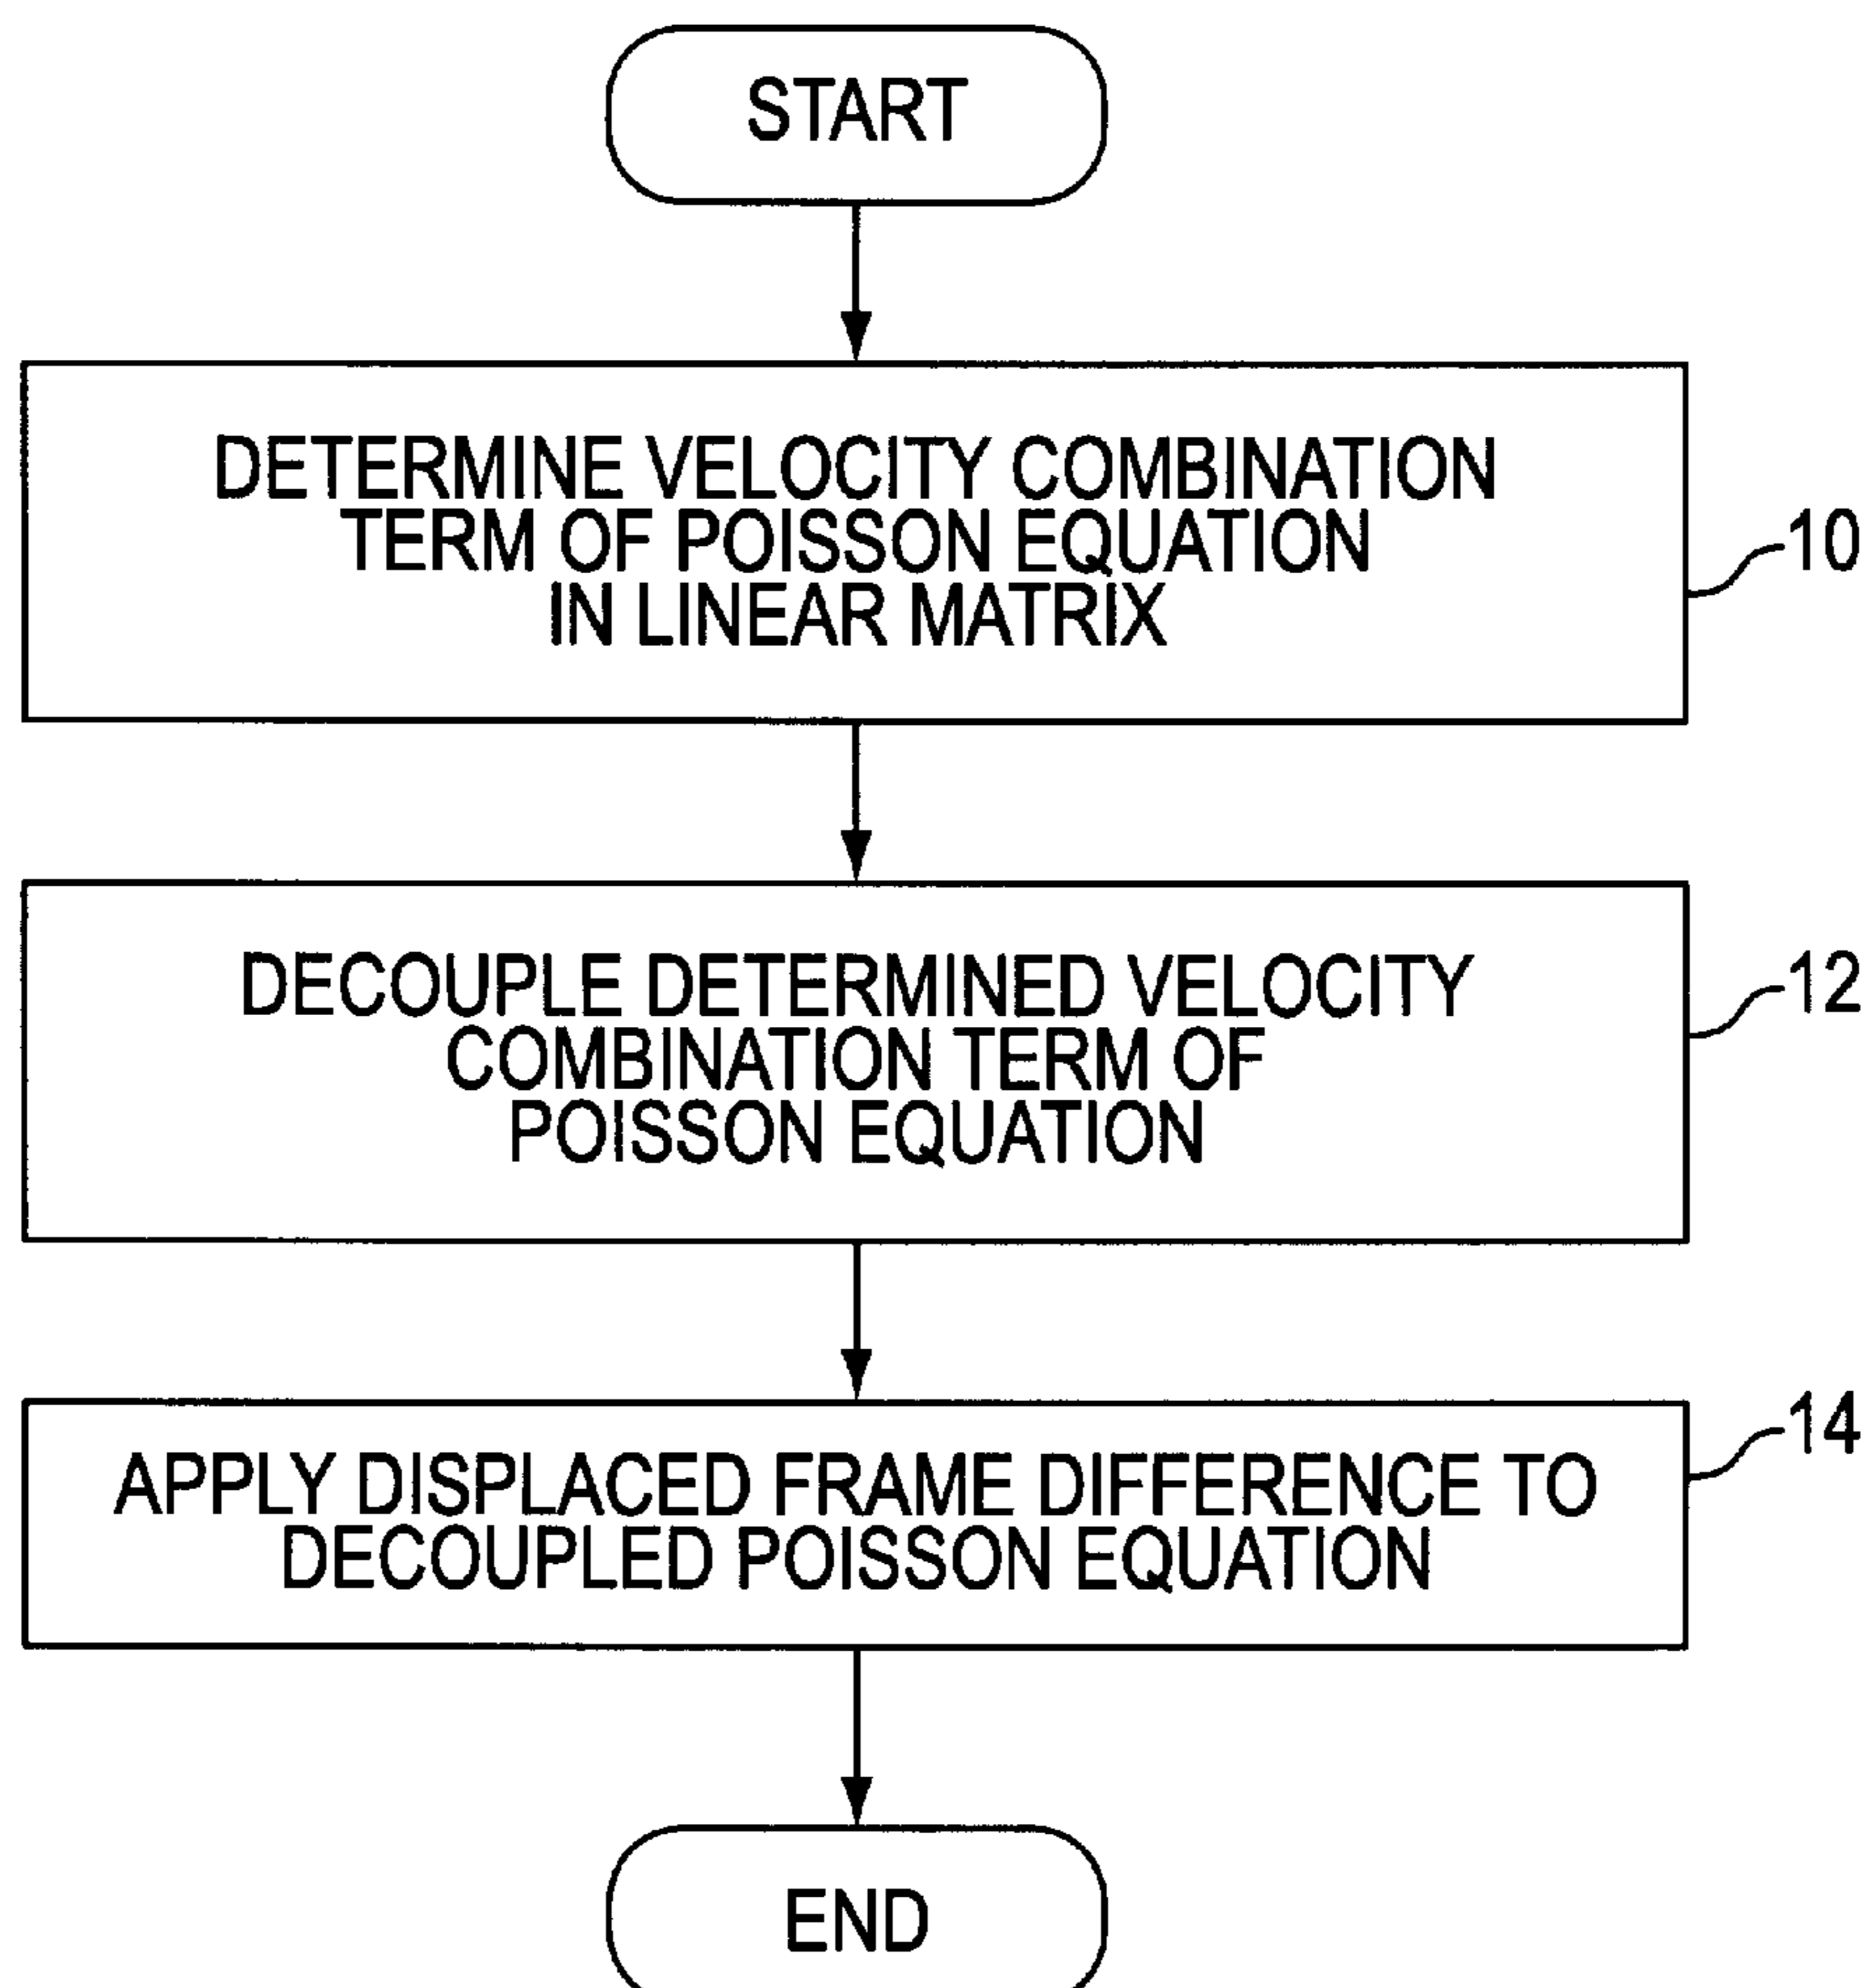 START
DETERMINE VELOCITY COMBINATION
TERM OF POISSON EQUATION
IN LINEAR MATRIX
10
DECOUPLE DETERMINED VELOCITY
COMBINATION TERM OF
POISSON EQUATION
12
APPLY DISPLACED FRAME DIFFERENCE TO
DECOUPLED POISSON EQUATION
14
END